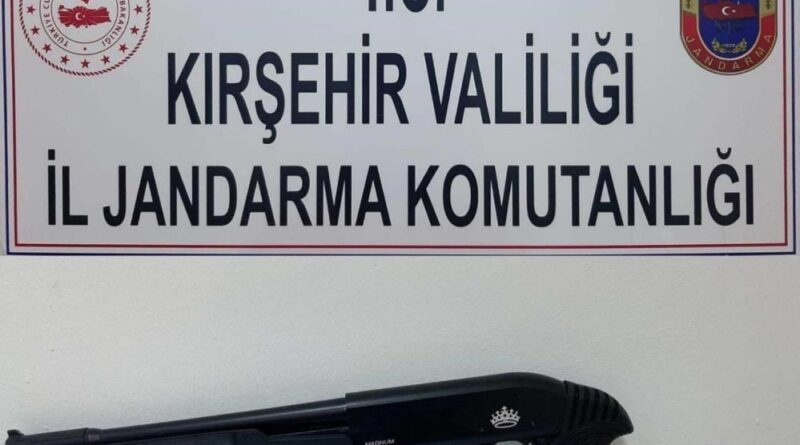 KIRŞEHİR VALİLİĞİ
İL JANDARMA KOMUTANLIĞI
JANDARMA
MAGNUM